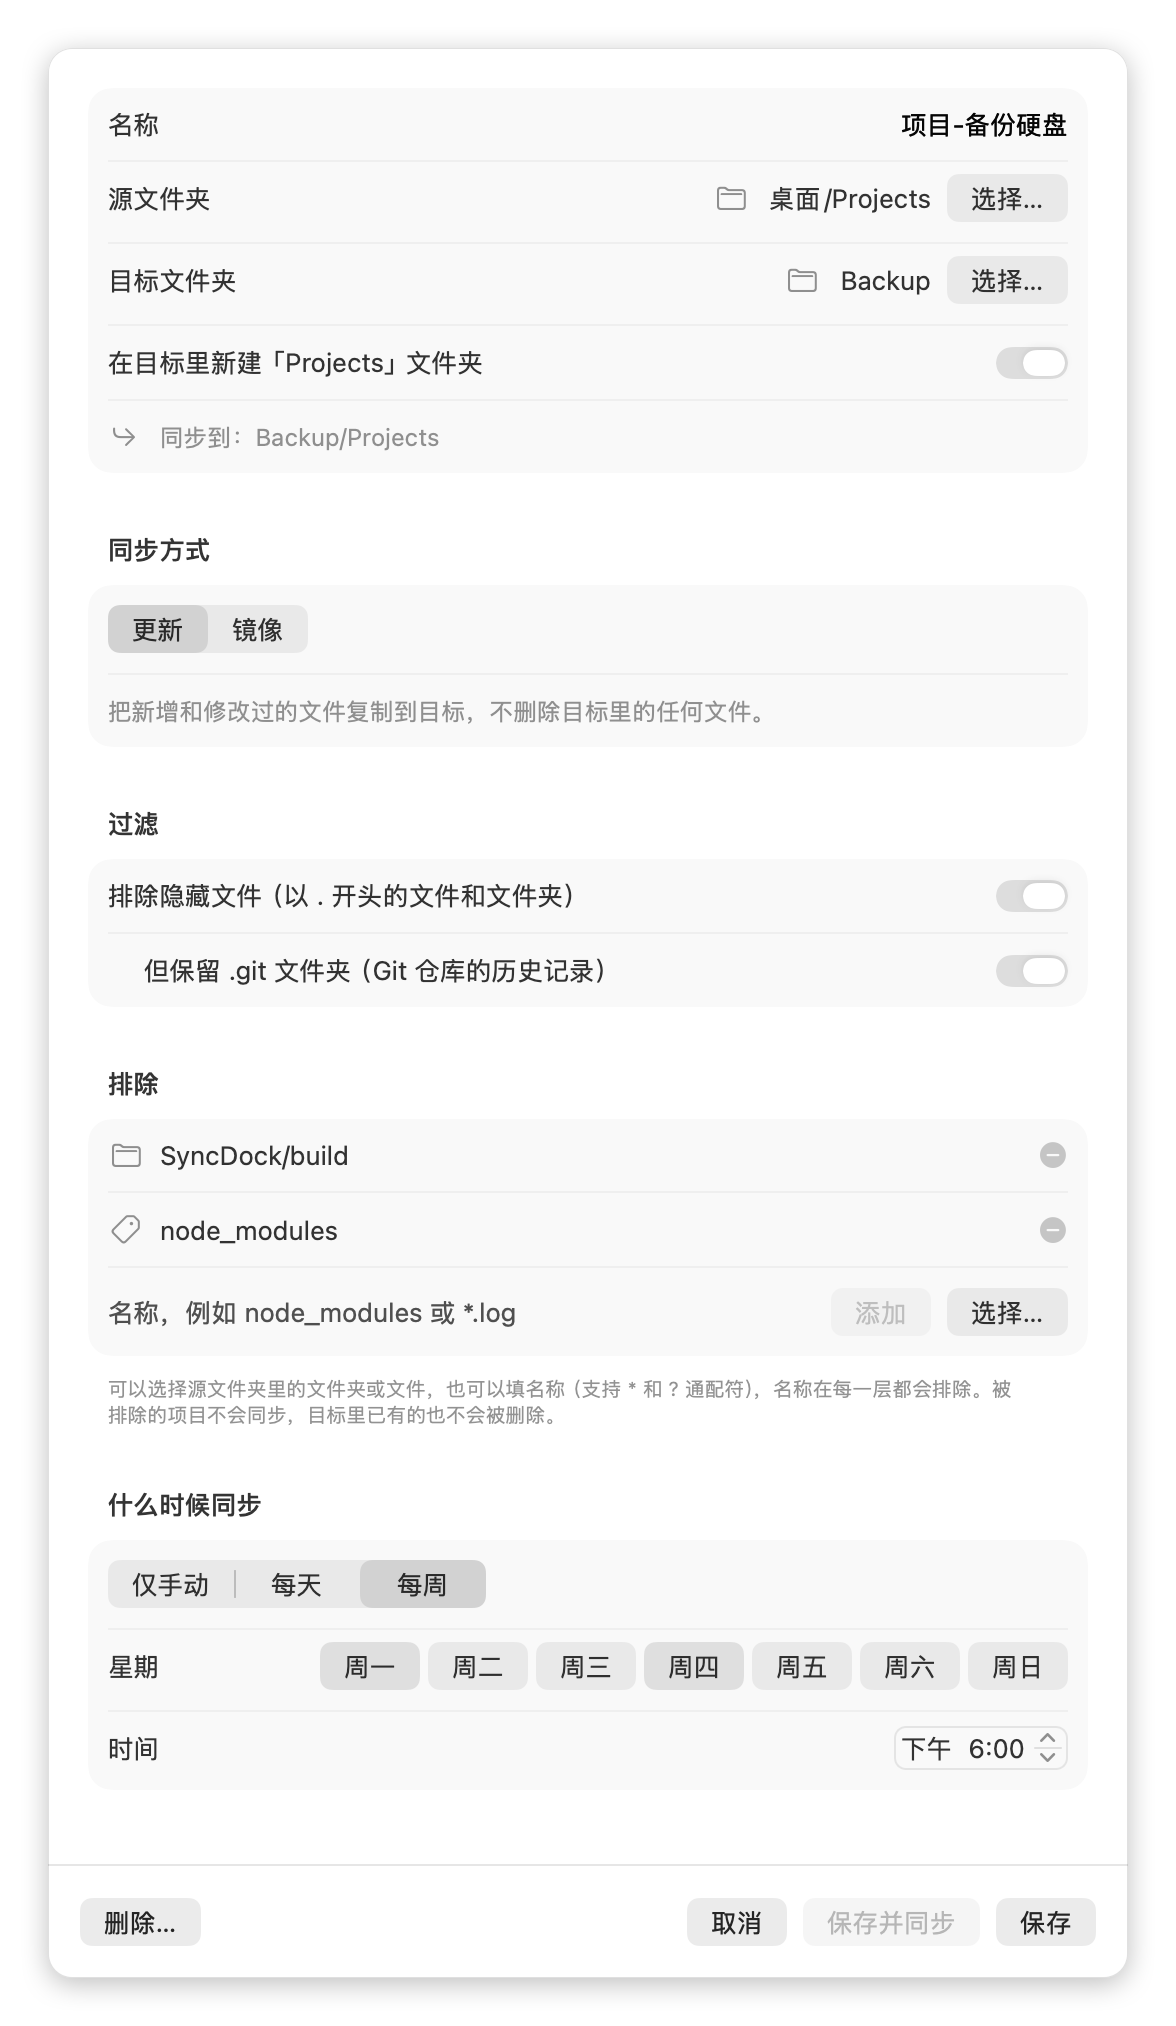 名称 项目-备份硬盘
源文件夹 桌面/Projects 选择...
目标文件夹 Backup 选择...
在目标里新建「Projects」文件夹
同步到：Backup/Projects
同步方式
更新 镜像
把新增和修改过的文件复制到目标，不删除目标里的任何文件。
过滤
排除隐藏文件（以 . 开头的文件和文件夹）
但保留 .git 文件夹（Git 仓库的历史记录）
排除
SyncDock/build
node_modules
名称，例如 node_modules 或 *.log 添加 选择...
可以选择源文件夹里的文件夹或文件，也可以填名称（支持 * 和 ? 通配符），名称在每一层都会排除。被
排除的项目不会同步，目标里已有的也不会被删除。
什么时候同步
仅手动 每天 每周
星期 周一 周二 周三 周四 周五 周六 周日
时间 下午 6:00
删除... 取消 保存并同步 保存